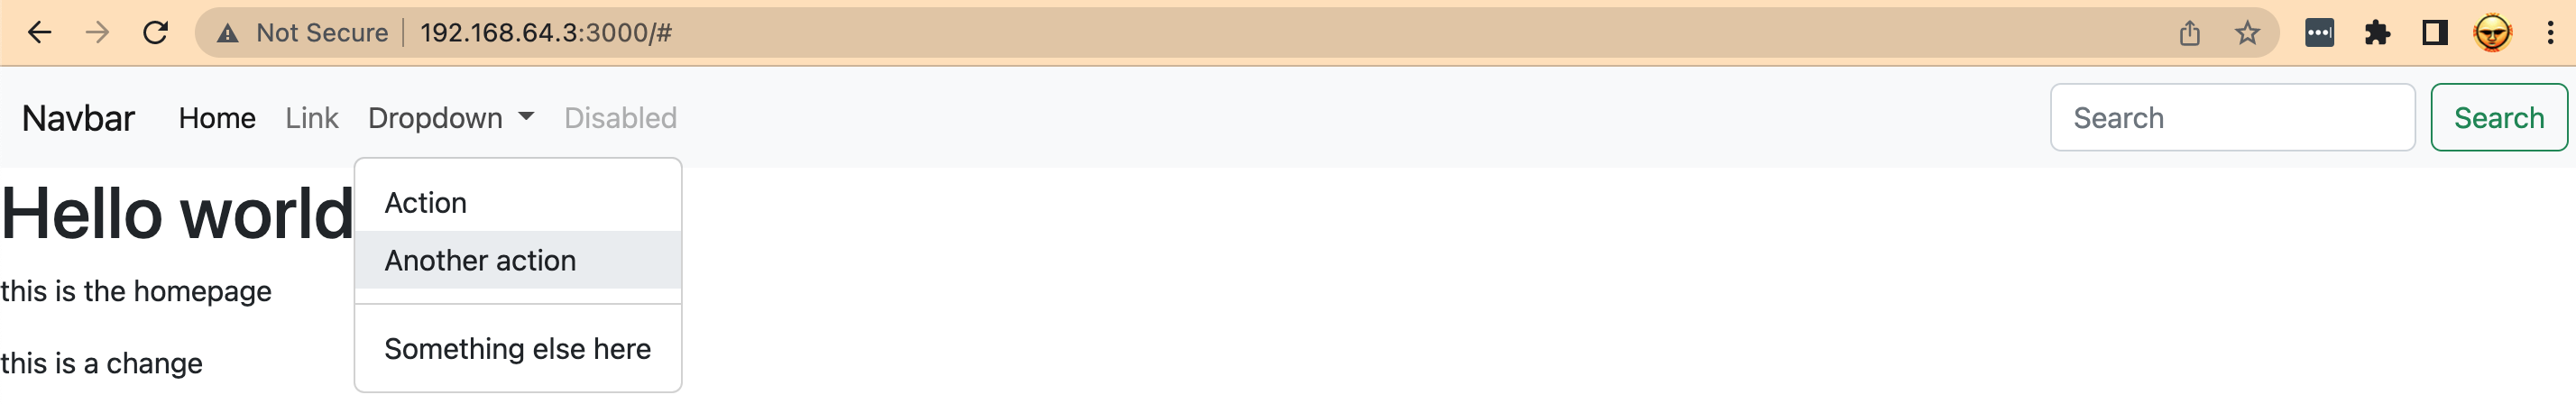 Not Secure 192.168.64.3:3000/#
Navbar Home Link Dropdown Disabled Search Search
Hello world
Action
Another action
this is the homepage
Something else here
this is a change